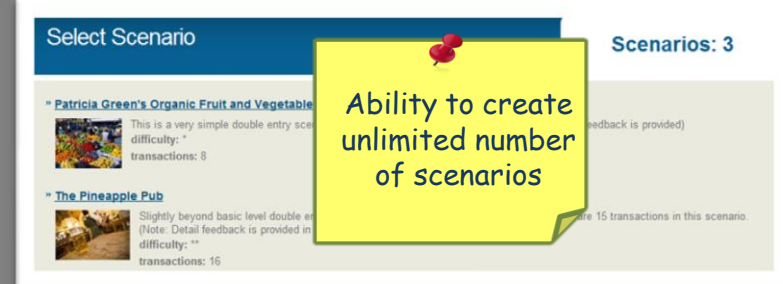 Select Scenario
Scenarios: 3
» Patricia Green's Organic Fruit and Vegetable
This is a very simple double entry sce
edback is provided)
difficulty: *
transactions: 8
Ability to create
unlimited number
of scenarios
» The Pineapple Pub
Slightly beyond basic level double en
are 15 transactions in this scenario.
(Note: Detail feedback is provided in
difficulty: **
transactions: 16